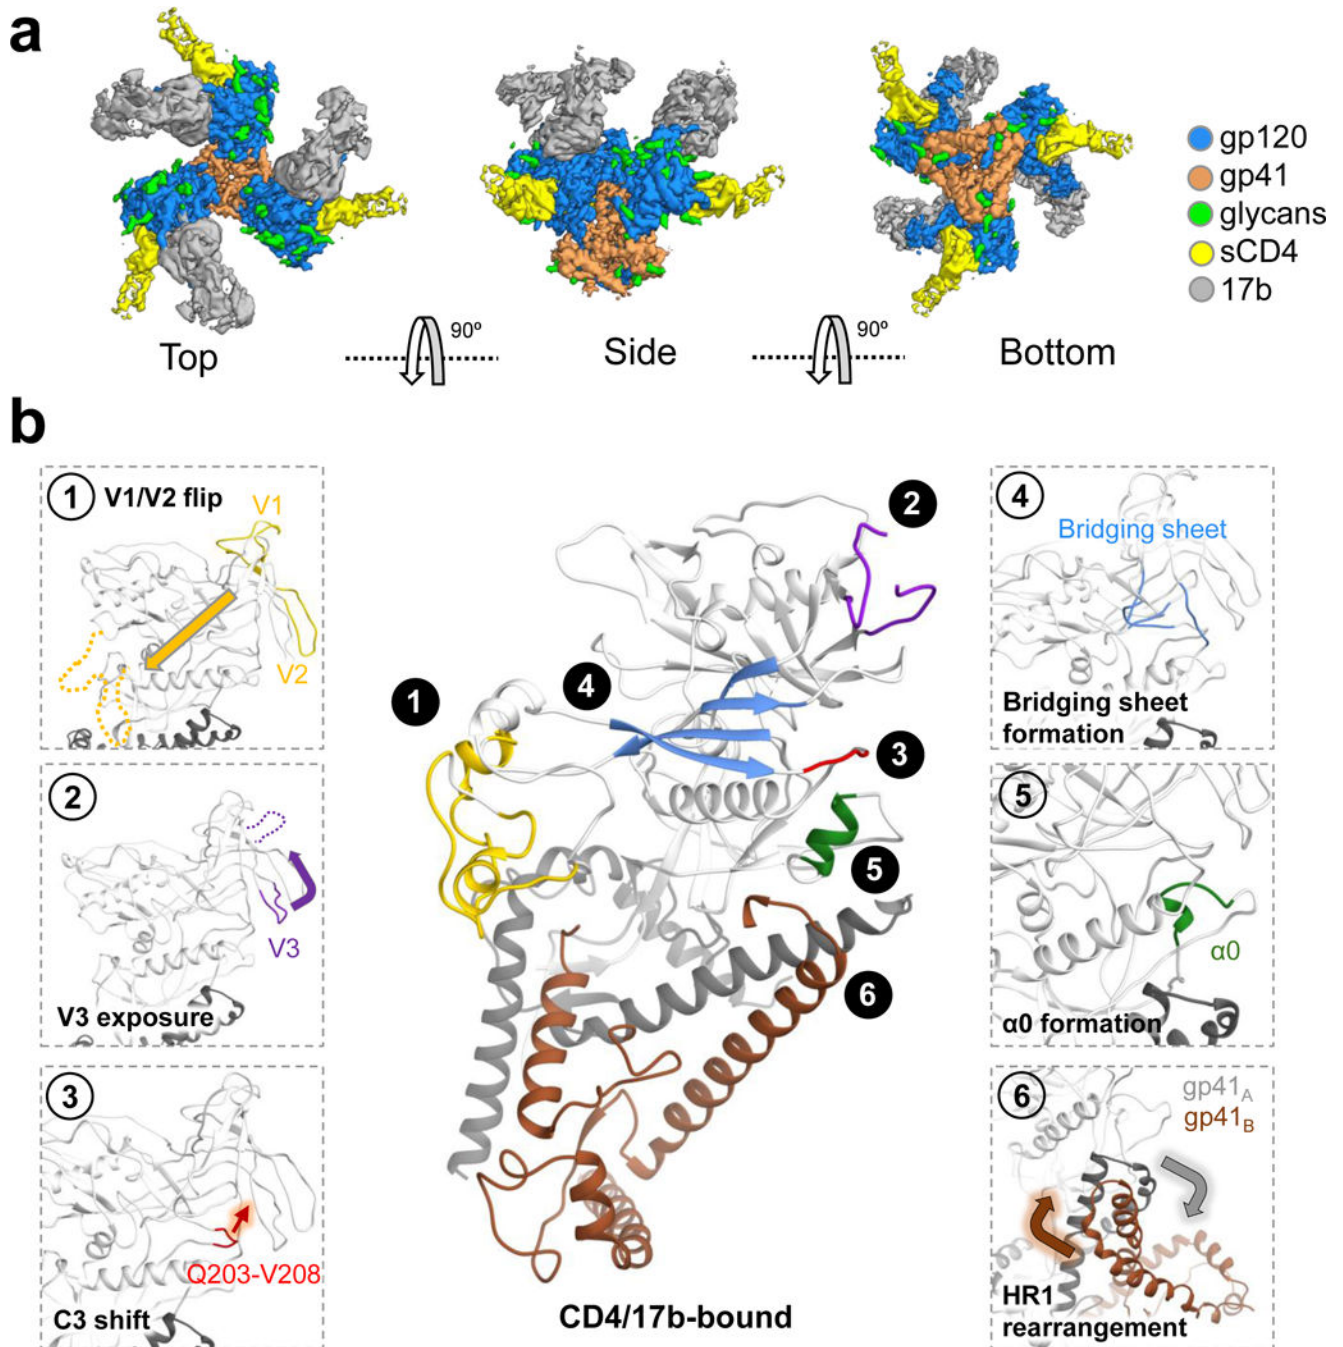 a
gp120
gp41
glycans
sCD4
17b
90º
90º
Top
Side
Bottom
b
1
V1/V2 flip
V1
V2
2
V3
V3 exposure
3
Q203-V208
C3 shift
1
2
3
4
5
6
CD4/17b-bound
4
Bridging sheet
Bridging sheet
formation
5
α0
α0 formation
6
gp41A
gp41B
HR1
rearrangement